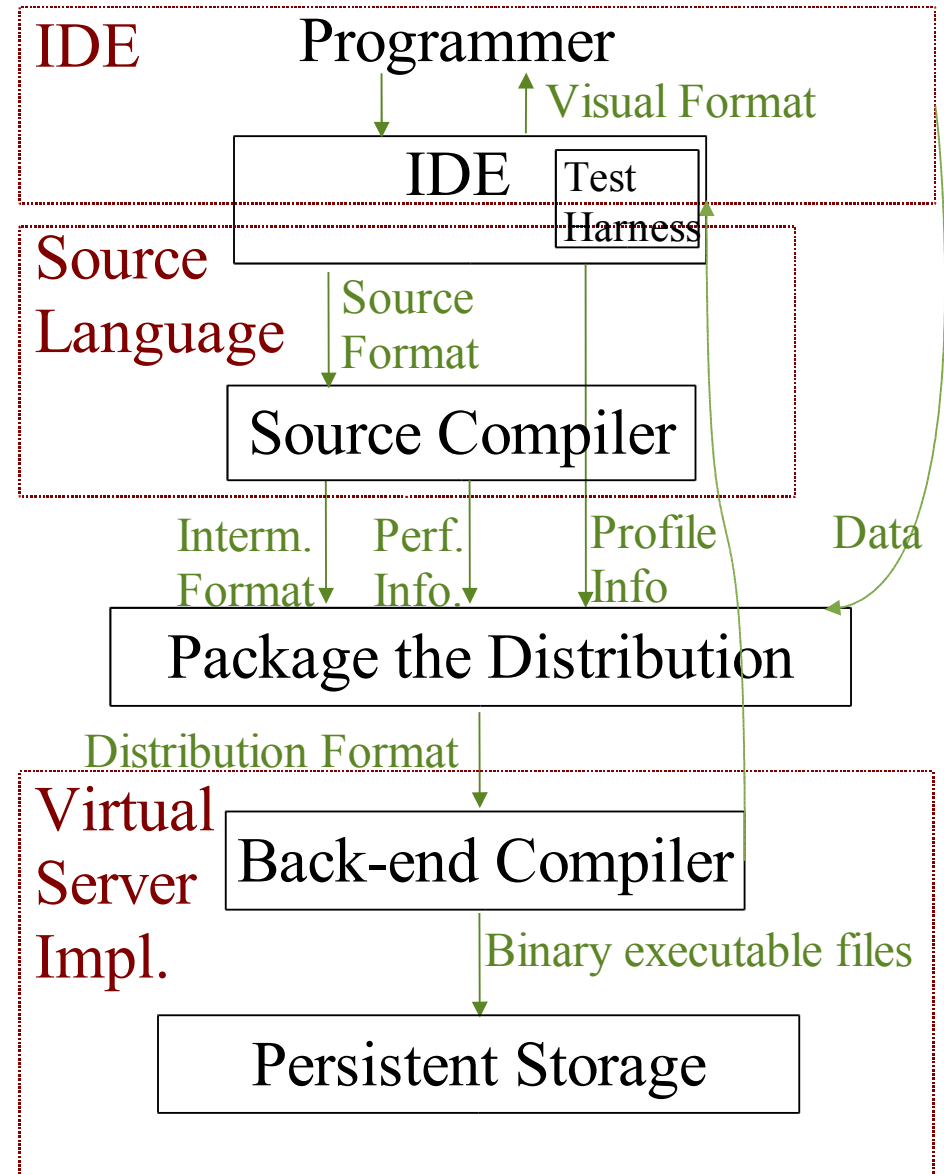 IDE
Programmer
Visual Format
IDE
Test
Harness
Source
Language
Source
Format
Source Compiler
Interm.
Format
Perf.
Info.
Profile
Info
Data
Package the Distribution
Distribution Format
Virtual
Server
Impl.
Back-end Compiler
Binary executable files
Persistent Storage